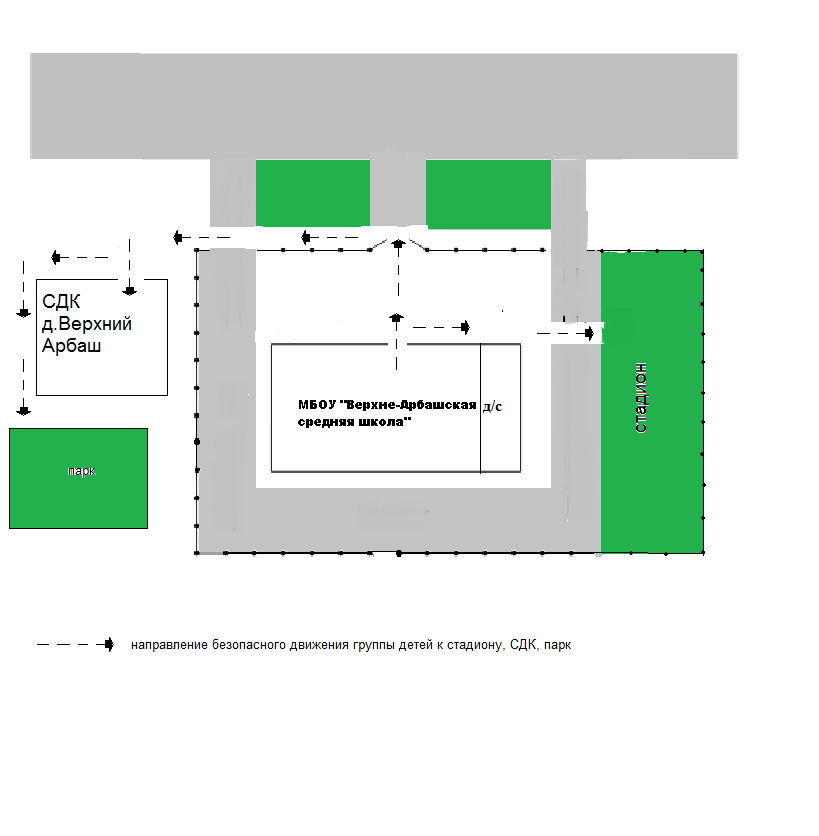 СДК
д.Верхний
Арбаш
МБОУ "Верхне-Арбашская
средняя школа"
д/с
стадион
парк
направление безопасного движения группы детей к стадиону, СДК, парк